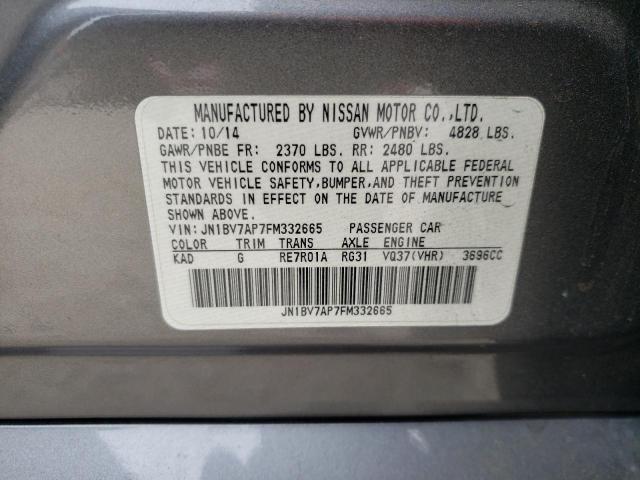 MANUFACTURED BY NISSAN MOTOR CO.,LTD.
DATE: 10/14 GVWR/PNBV: 4828 LBS.
GAWR/PNBE FR: 2370 LBS. RR: 2480 LBS.
THIS VEHICLE CONFORMS TO ALL APPLICABLE FEDERAL
MOTOR VEHICLE SAFETY,BUMPER,AND THEFT PREVENTION
STANDARDS IN EFFECT ON THE DATE OF MANUFACTURE
SHOWN ABOVE.
VIN: JN1BV7AP7FM332665 PASSENGER CAR
COLOR TRIM TRANS AXLE ENGINE
KAD G RE7R01A RG31 VQ37(VHR) 3696CC
JN1BV7AP7FM332665